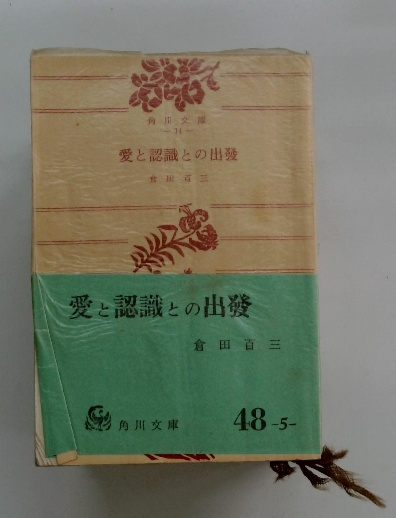 角川文庫
—34—
愛と認識との出發
倉田百三
愛と認識との出發
倉田百三
角川文庫
48-5-